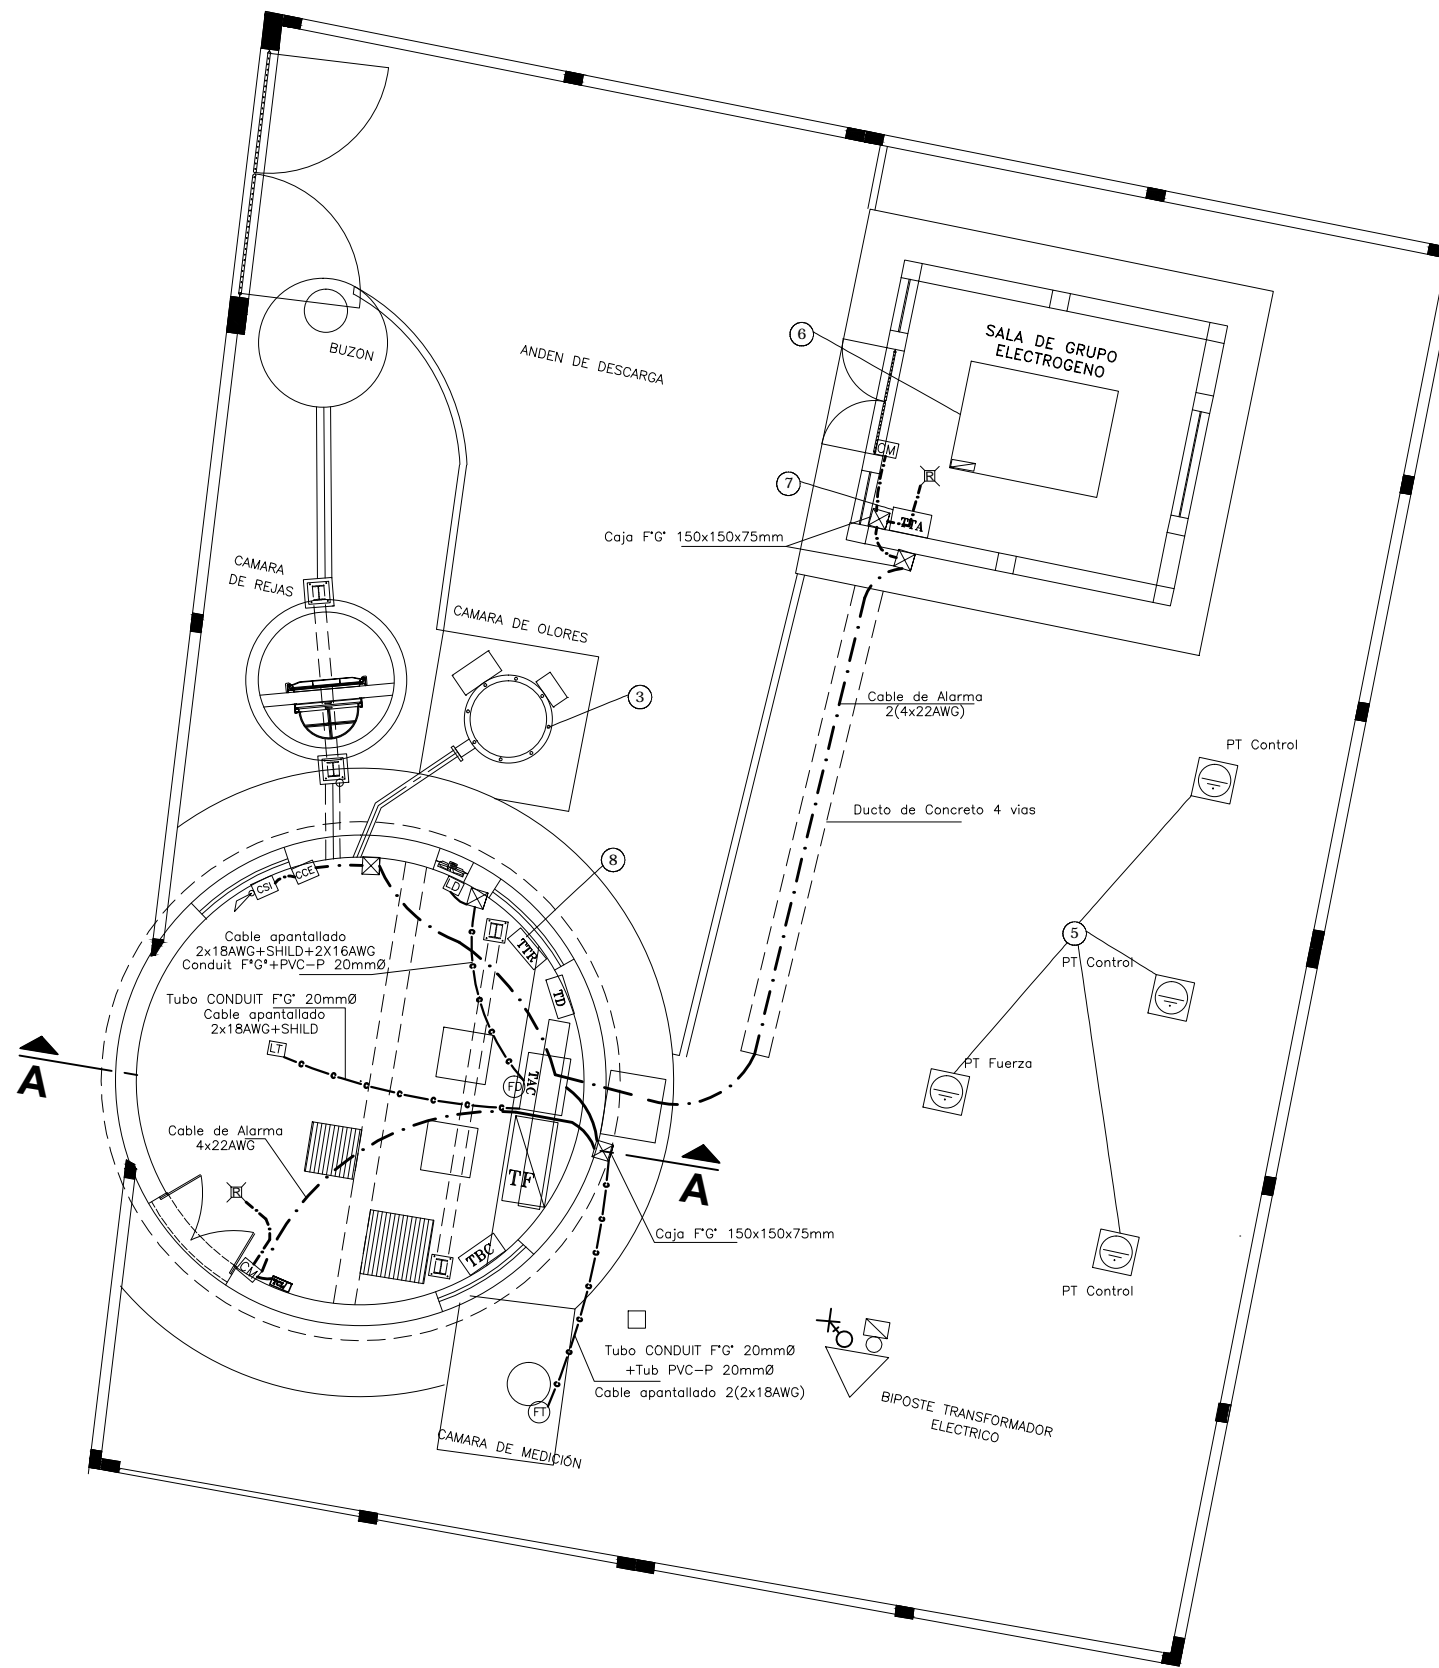 SALA DE GRUPO
ELECTROGENO
6
BUZON
ANDEN DE DESCARGA
CM
R
7
TTA
Caja F°G° 150x150x75mm
CAMARA
DE REJAS
CAMARA DE OLORES
3
Cable de Alarma
2(4x22AWG)
PT Control
Ducto de Concreto 4 vias
8
CSI
CCE
LD
TTR
TD
Cable apantallado
2x18AWG+SHILD+2X16AWG
Conduit F°G°+PVC-P 20mmØ
5
PT Control
Tubo CONDUIT F°G° 20mmØ
Cable apantallado
2x18AWG+SHILD
LT
FD
TAC
PT Fuerza
A
Cable de Alarma
4x22AWG
TF
A
R
Caja F°G° 150x150x75mm
TBC
CM
PT Control
Tubo CONDUIT F°G° 20mmØ
+Tub PVC-P 20mmØ
Cable apantallado 2(2x18AWG)
FT
BIPOSTE TRANSFORMADOR
ELECTRICO
CAMARA DE MEDICIÓN